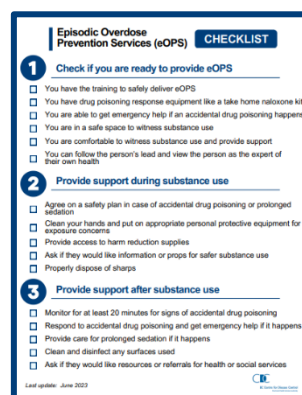 Episodic Overdose
Prevention Services (eOPS)
CHECKLIST
1
Check if you are ready to provide eOPS
You have the training to safely deliver eOPS
You have drug poisoning response equipment like a take home naloxone kit
You are able to get emergency help if an accidental drug poisoning happens
You are in a safe space to witness substance use
You are comfortable to witness substance use and provide support
You can follow the person's lead and view the person as the expert of
their own health
2
Provide support during substance use
Agree on a safety plan in case of accidental drug poisoning or prolonged
sedation
Clean your hands and put on appropriate personal protective equipment for
exposure concerns
Provide access to harm reduction supplies
Ask if they would like information or props for safer substance use
Properly dispose of sharps
3
Provide support after substance use
Monitor for at least 20 minutes for signs of accidental drug poisoning
Respond to accidental drug poisoning and get emergency help if it happens
Provide care for prolonged sedation if it happens
Clean and disinfect any surfaces used
Ask if they would like resources or referrals for health or social services
Last update: June 2023